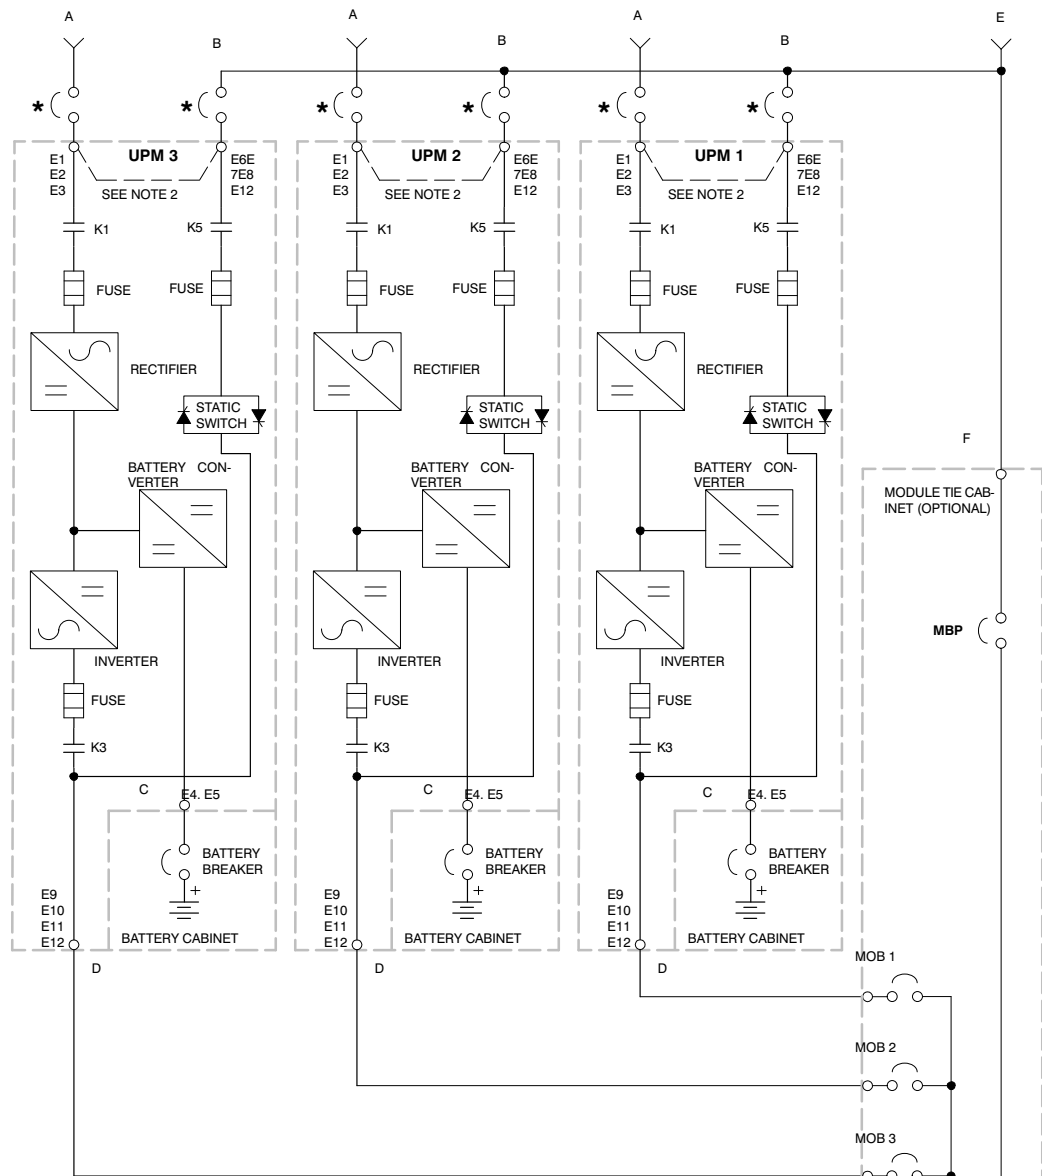 A
A
A
E
B
B
B
*
*
*
*
*
*
UPM 3
UPM 2
UPM 1
E1
E2
E3
E6E
7E8
E12
E1
E2
E3
E6E
7E8
E12
E1
E2
E3
E6E
7E8
E12
SEE NOTE 2
SEE NOTE 2
SEE NOTE 2
K1
K5
K1
K5
K1
K5
FUSE
FUSE
FUSE
FUSE
FUSE
FUSE
RECTIFIER
RECTIFIER
RECTIFIER
STATIC
SWITCH
STATIC
SWITCH
STATIC
SWITCH
F
BATTERY CON-
VERTER
BATTERY CON-
VERTER
BATTERY CON-
VERTER
MODULE TIE CAB-
INET (OPTIONAL)
MBP
INVERTER
INVERTER
INVERTER
FUSE
FUSE
FUSE
K3
K3
K3
C
E4. E5
C
E4. E5
C
E4. E5
BATTERY
BREAKER
BATTERY
BREAKER
BATTERY
BREAKER
+
+
+
E9
E10
E11
E12
E9
E10
E11
E12
E9
E10
E11
E12
BATTERY CABINET
BATTERY CABINET
BATTERY CABINET
D
D
D
MOB 1
MOB 2
MOB 3